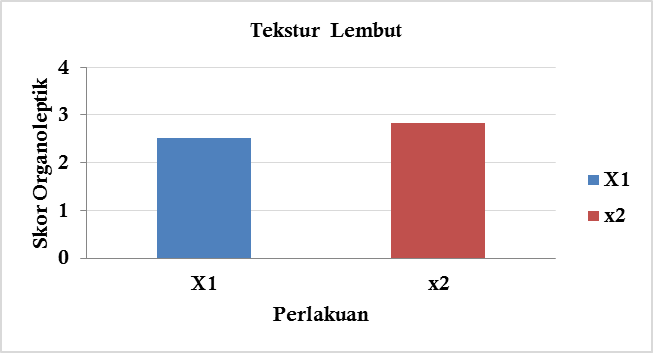 Tekstur Lembut
Skor Organoleptik
4
3
2
1
0
X1
x2
Perlakuan
X1
x2